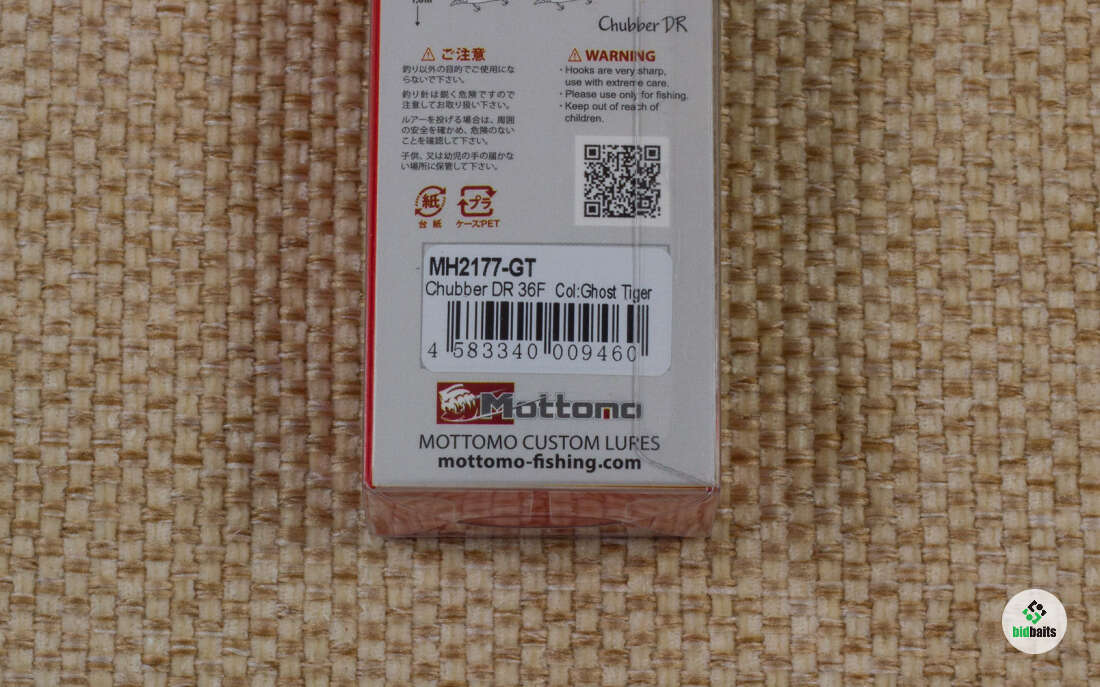 1.0m
Chubber DR
ご注意
釣り以外の目的でご使用にな
らないで下さい。
釣り針は鋭く危険ですので
注意してお取り扱い下さい。
ルアーを投げる場合は、周囲
の安全を確かめ、危険のない
ことを確認して下さい。
子供、又は幼児の手の届かな
い場所に保管して下さい。
WARNING
・Hooks are very sharp,
use with extreme care.
・Please use only for fishing.
・Keep out of reach of
children.
紙
台紙
プラ
ケース:PET
MH2177-GT
Chubber DR 36F Col:Ghost Tiger
4 583340 009460
Mottomo
MOTTOMO CUSTOM LURES
mottomo-fishing.com
bidbaits